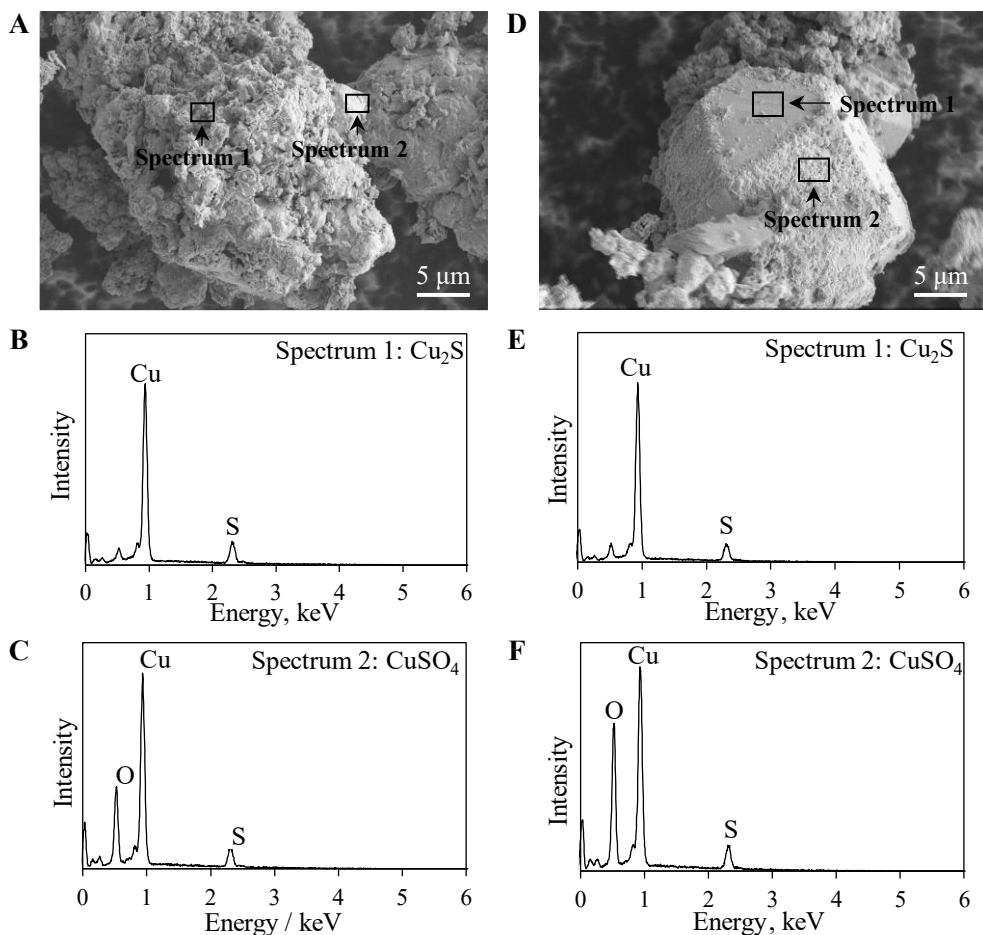 A
Spectrum 1
Spectrum 2
5 μm
D
Spectrum 1
Spectrum 2
5 μm
B
Spectrum 1: Cu₂S
Cu
S
Intensity
0 1 2 3 4 5 6
Energy, keV
E
Spectrum 1: Cu₂S
Cu
S
Intensity
0 1 2 3 4 5 6
Energy, keV
C
Spectrum 2: CuSO₄
Cu
O
S
Intensity
0 1 2 3 4 5 6
Energy / keV
F
Spectrum 2: CuSO₄
Cu
O
S
Intensity
0 1 2 3 4 5 6
Energy, keV